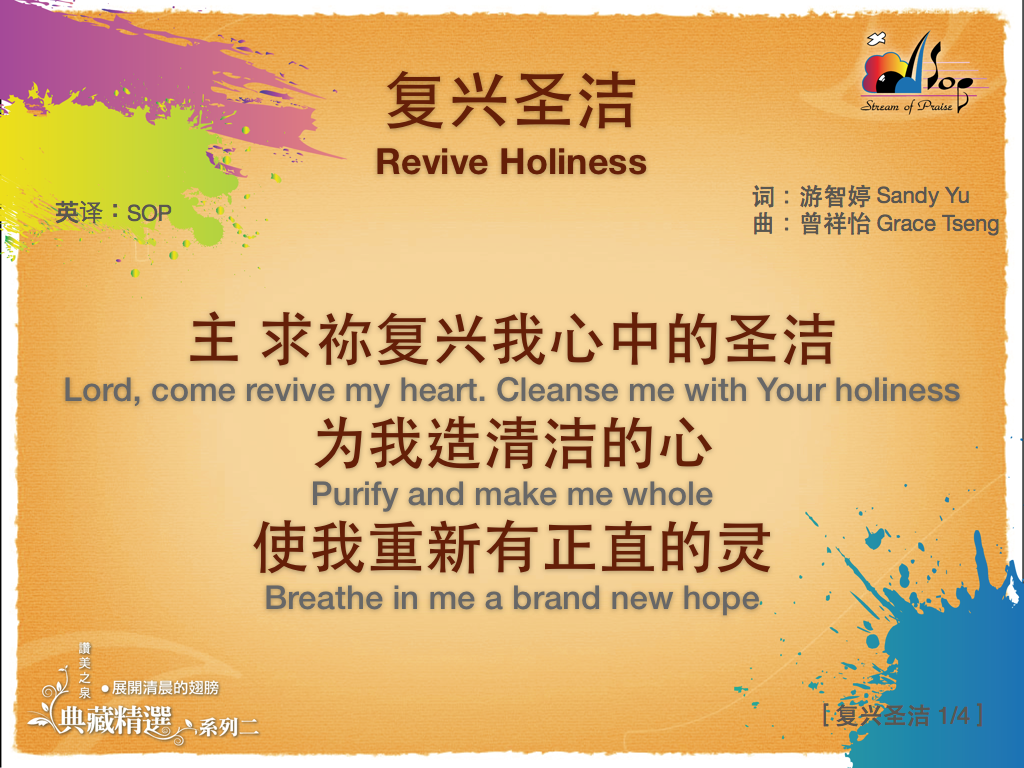 复兴圣洁
Revive Holiness
Sop
Stream of Praise
英译：SOP
词：游智婷 Sandy Yu
曲：曾祥怡 Grace Tseng
主 求祢复兴我心中的圣洁
Lord, come revive my heart. Cleanse me with Your holiness
为我造清洁的心
Purify and make me whole
使我重新有正直的灵
Breathe in me a brand new hope
讚美之泉
●展開清晨的翅膀
典藏精選 系列二
[ 复兴圣洁 1/4 ]